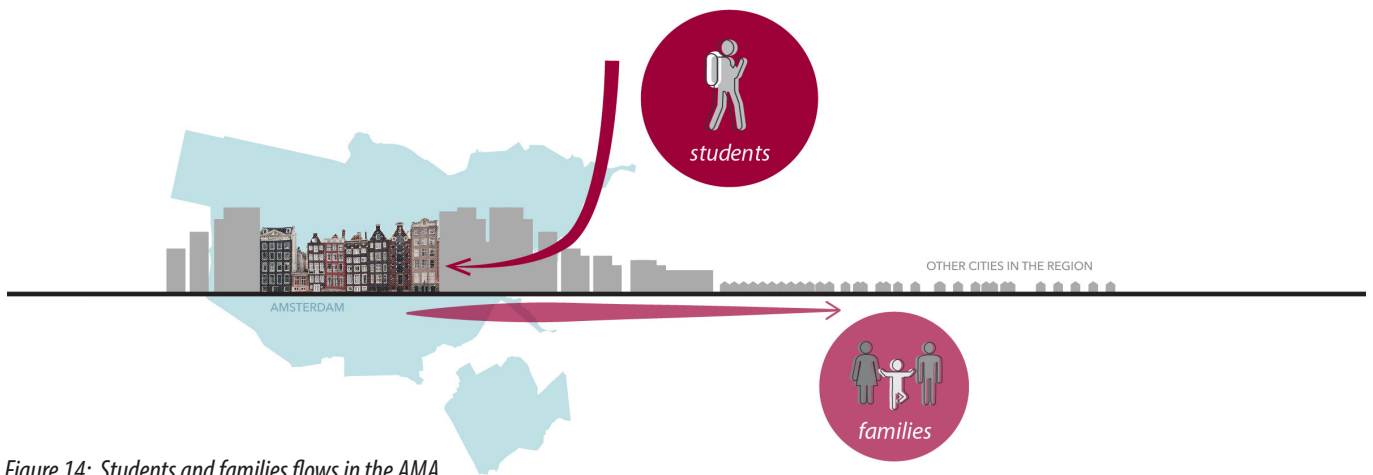 students
OTHER CITIES IN THE REGION
AMSTERDAM
families
Figure 14: Students and families flows in the AMA